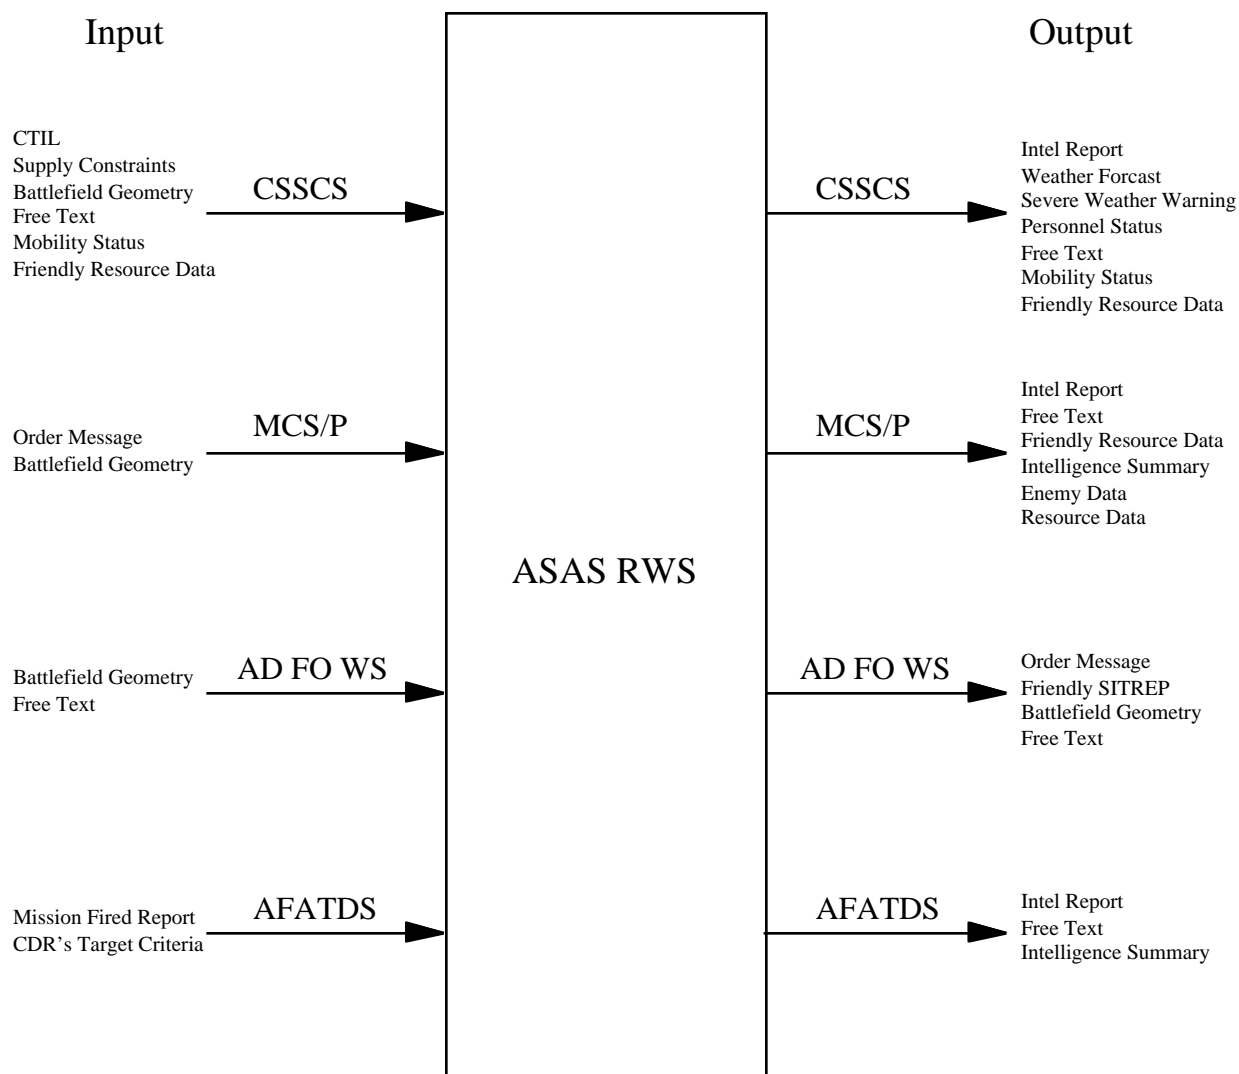 Input
Output
CTIL
Supply Constraints
Battlefield Geometry
Free Text
Mobility Status
Friendly Resource Data
CSSCS
CSSCS
Intel Report
Weather Forcast
Severe Weather Warning
Personnel Status
Free Text
Mobility Status
Friendly Resource Data
Order Message
Battlefield Geometry
MCS/P
MCS/P
Intel Report
Free Text
Friendly Resource Data
Intelligence Summary
Enemy Data
Resource Data
ASAS RWS
Battlefield Geometry
Free Text
AD FO WS
AD FO WS
Order Message
Friendly SITREP
Battlefield Geometry
Free Text
Mission Fired Report
CDR's Target Criteria
AFATDS
AFATDS
Intel Report
Free Text
Intelligence Summary